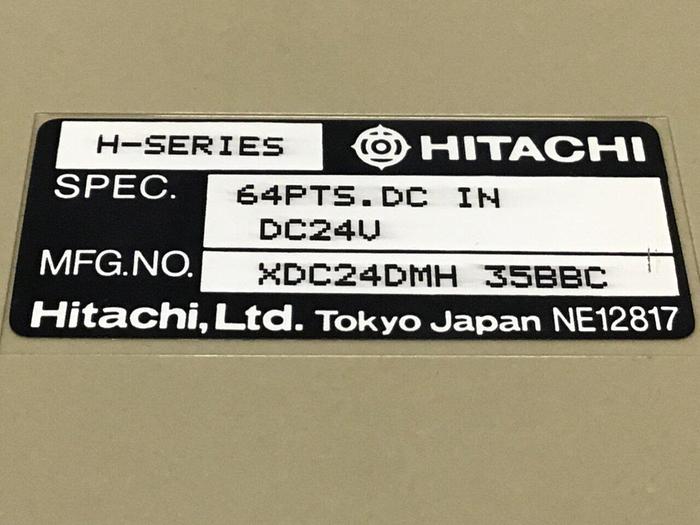 H-SERIES HITACHI
SPEC. 64PTS.DC IN
DC24V
MFG.NO. XDC24DMH 35BBC
Hitachi, Ltd. Tokyo Japan NE12817